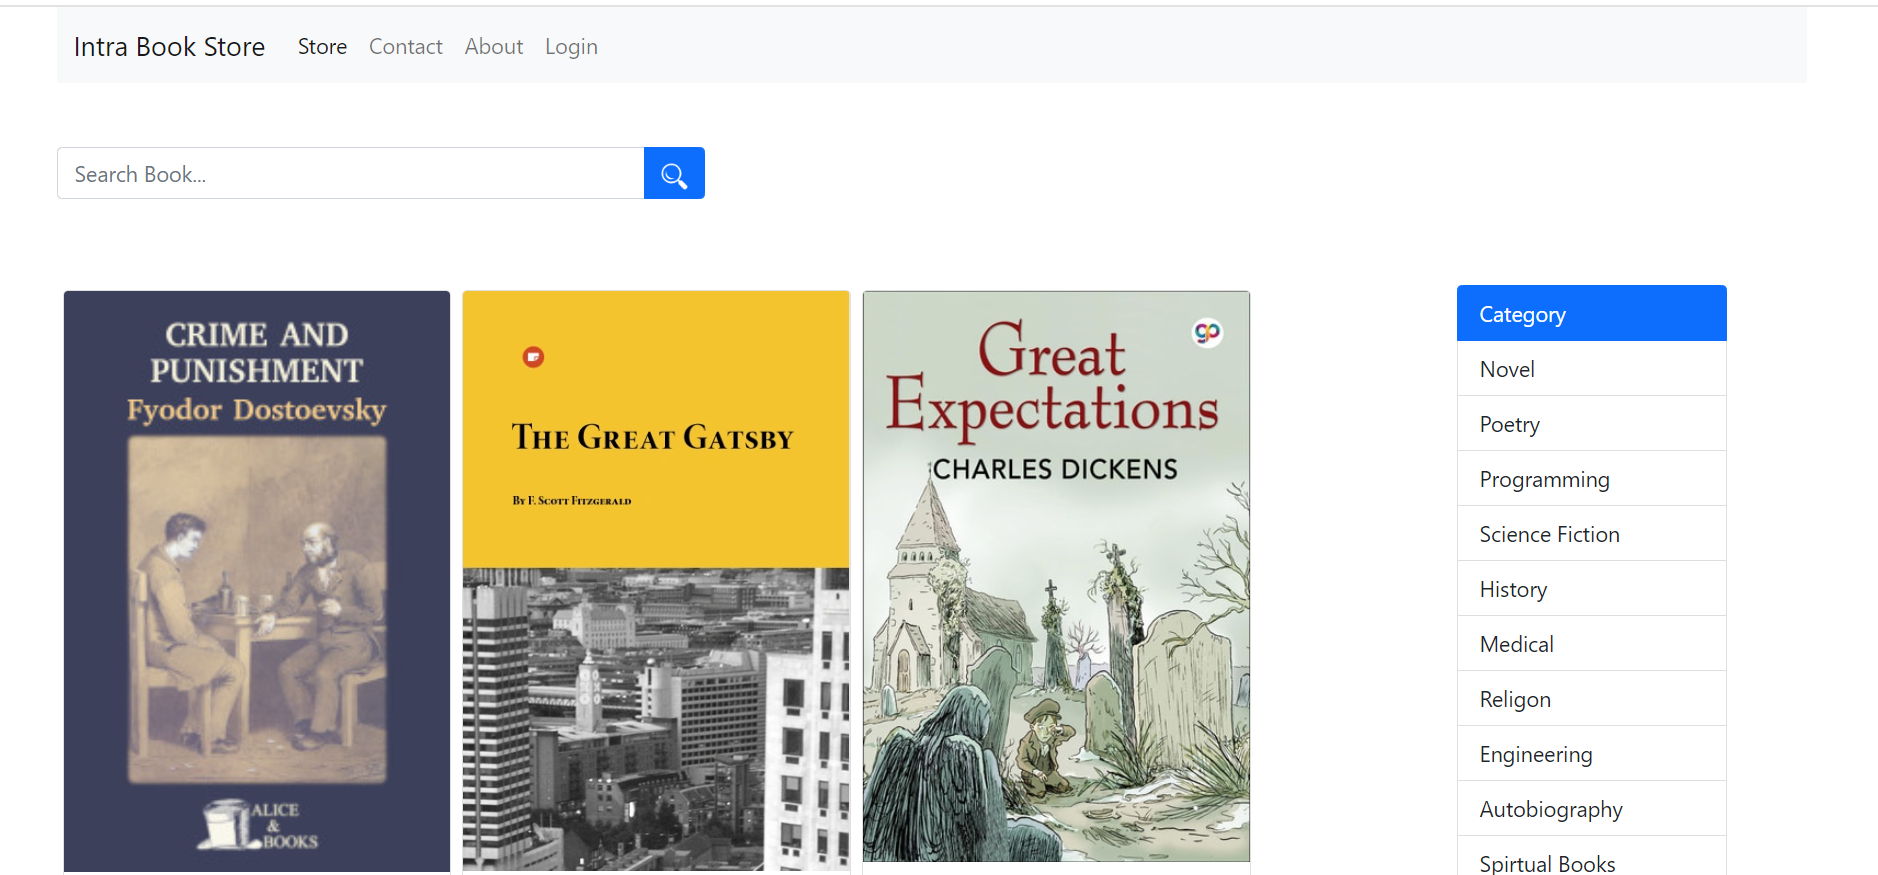 Intra Book Store Store Contact About Login
Search Book...
CRIME AND
PUNISHMENT
Fyodor Dostoevsky
ALICE
&
BOOKS
THE GREAT GATSBY
BY F. SCOTT FITZGERALD
Great
Expectations
CHARLES DICKENS
gp
Category
Novel
Poetry
Programming
Science Fiction
History
Medical
Religon
Engineering
Autobiography
Spirtual Books